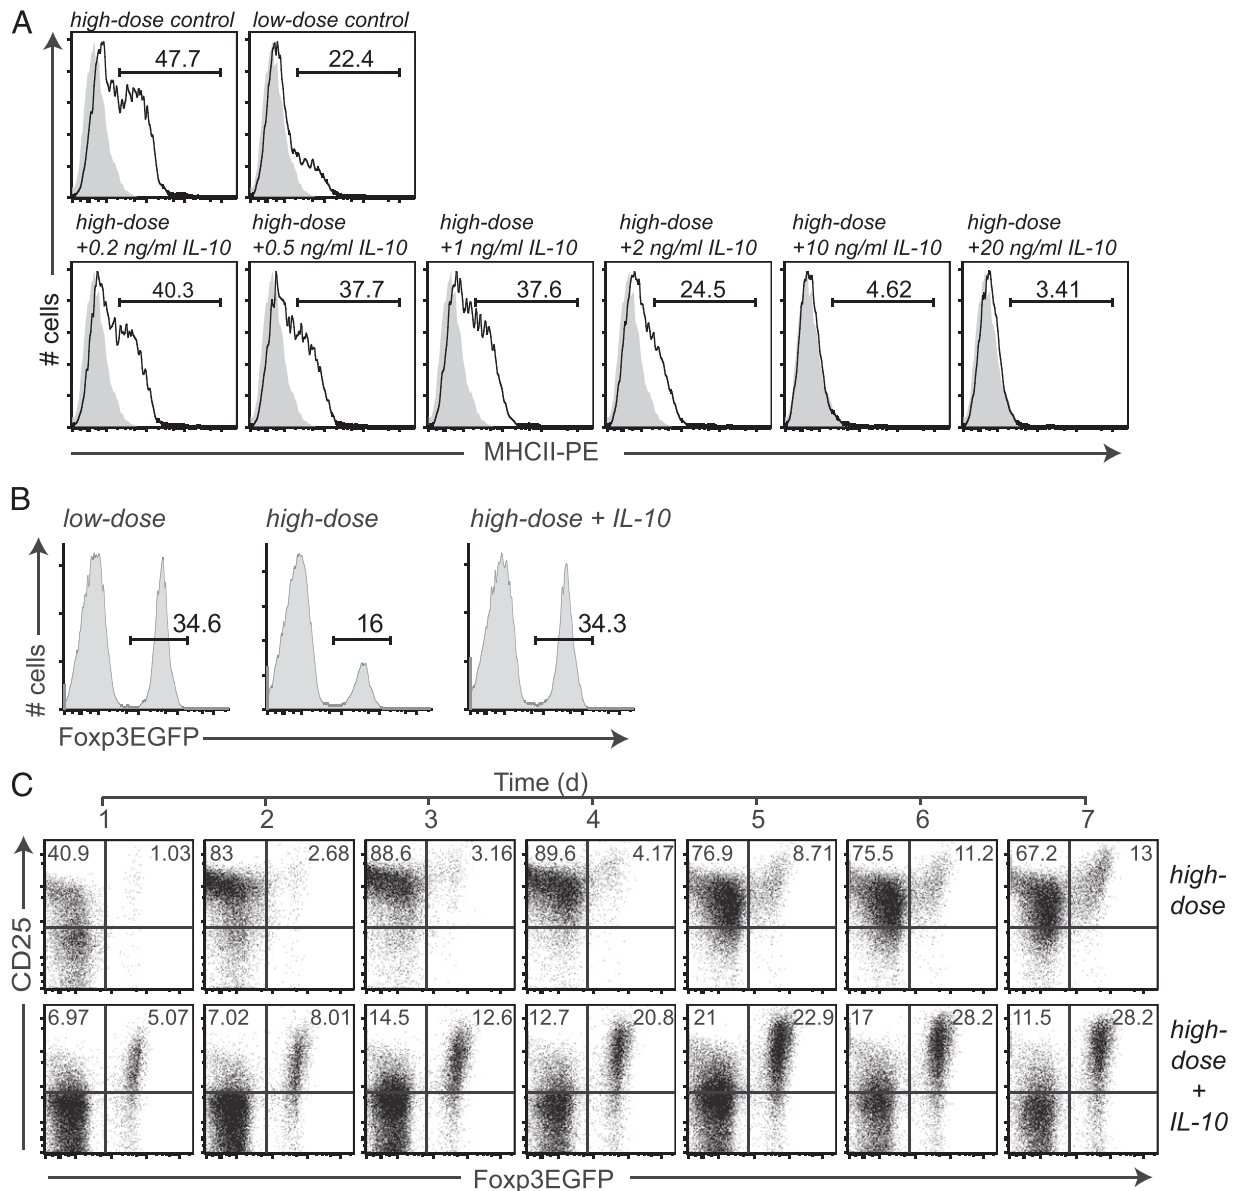 A
high-dose control low-dose control
47.7 22.4
high-dose high-dose high-dose high-dose high-dose high-dose
+0.2 ng/ml IL-10 +0.5 ng/ml IL-10 +1 ng/ml IL-10 +2 ng/ml IL-10 +10 ng/ml IL-10 +20 ng/ml IL-10
40.3 37.7 37.6 24.5 4.62 3.41
# cells
MHCII-PE
B
low-dose high-dose high-dose + IL-10
34.6 16 34.3
# cells
Foxp3EGFP
C
Time (d)
1 2 3 4 5 6 7
40.9 1.03 83 2.68 88.6 3.16 89.6 4.17 76.9 8.71 75.5 11.2 67.2 13
high-
dose
CD25
6.97 5.07 7.02 8.01 14.5 12.6 12.7 20.8 21 22.9 17 28.2 11.5 28.2
high-
dose
+
IL-10
Foxp3EGFP